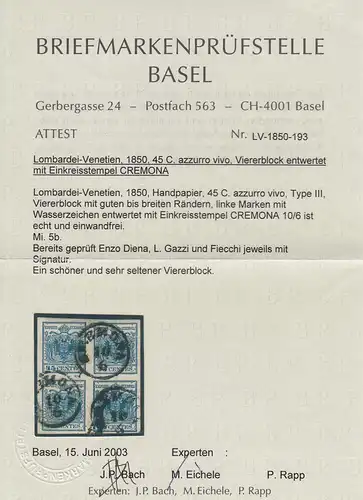 BRIEFMARKENPRÜFSTELLE
BASEL
Gerbergasse 24 – Postfach 563 – CH-4001 Basel
ATTEST Nr. LV-1850-193
Lombardei-Venetien, 1850, 45 C. azzurro vivo, Viererblock entwertet
mit Einkreisstempel CREMONA
Lombardei-Venetien, 1850, Handpapier, 45 C. azzurro vivo, Type III,
Viererblock mit guten bis breiten Rändern, linke Marken mit
Wasserzeichen entwertet mit Einkreisstempel CREMONA 10/6 ist
echt und einwandfrei.
Mi. 5b.
Bereits geprüft Enzo Diena, L. Gazzi und Fiecchi jeweils mit
Signatur.
Ein schöner und sehr seltener Viererblock.
Basel, 15. Juni 2003 Experten :
J.P. Bach M. Eichele P. Rapp
Experten: J.P. Bach, M. Eichele, P. Rapp